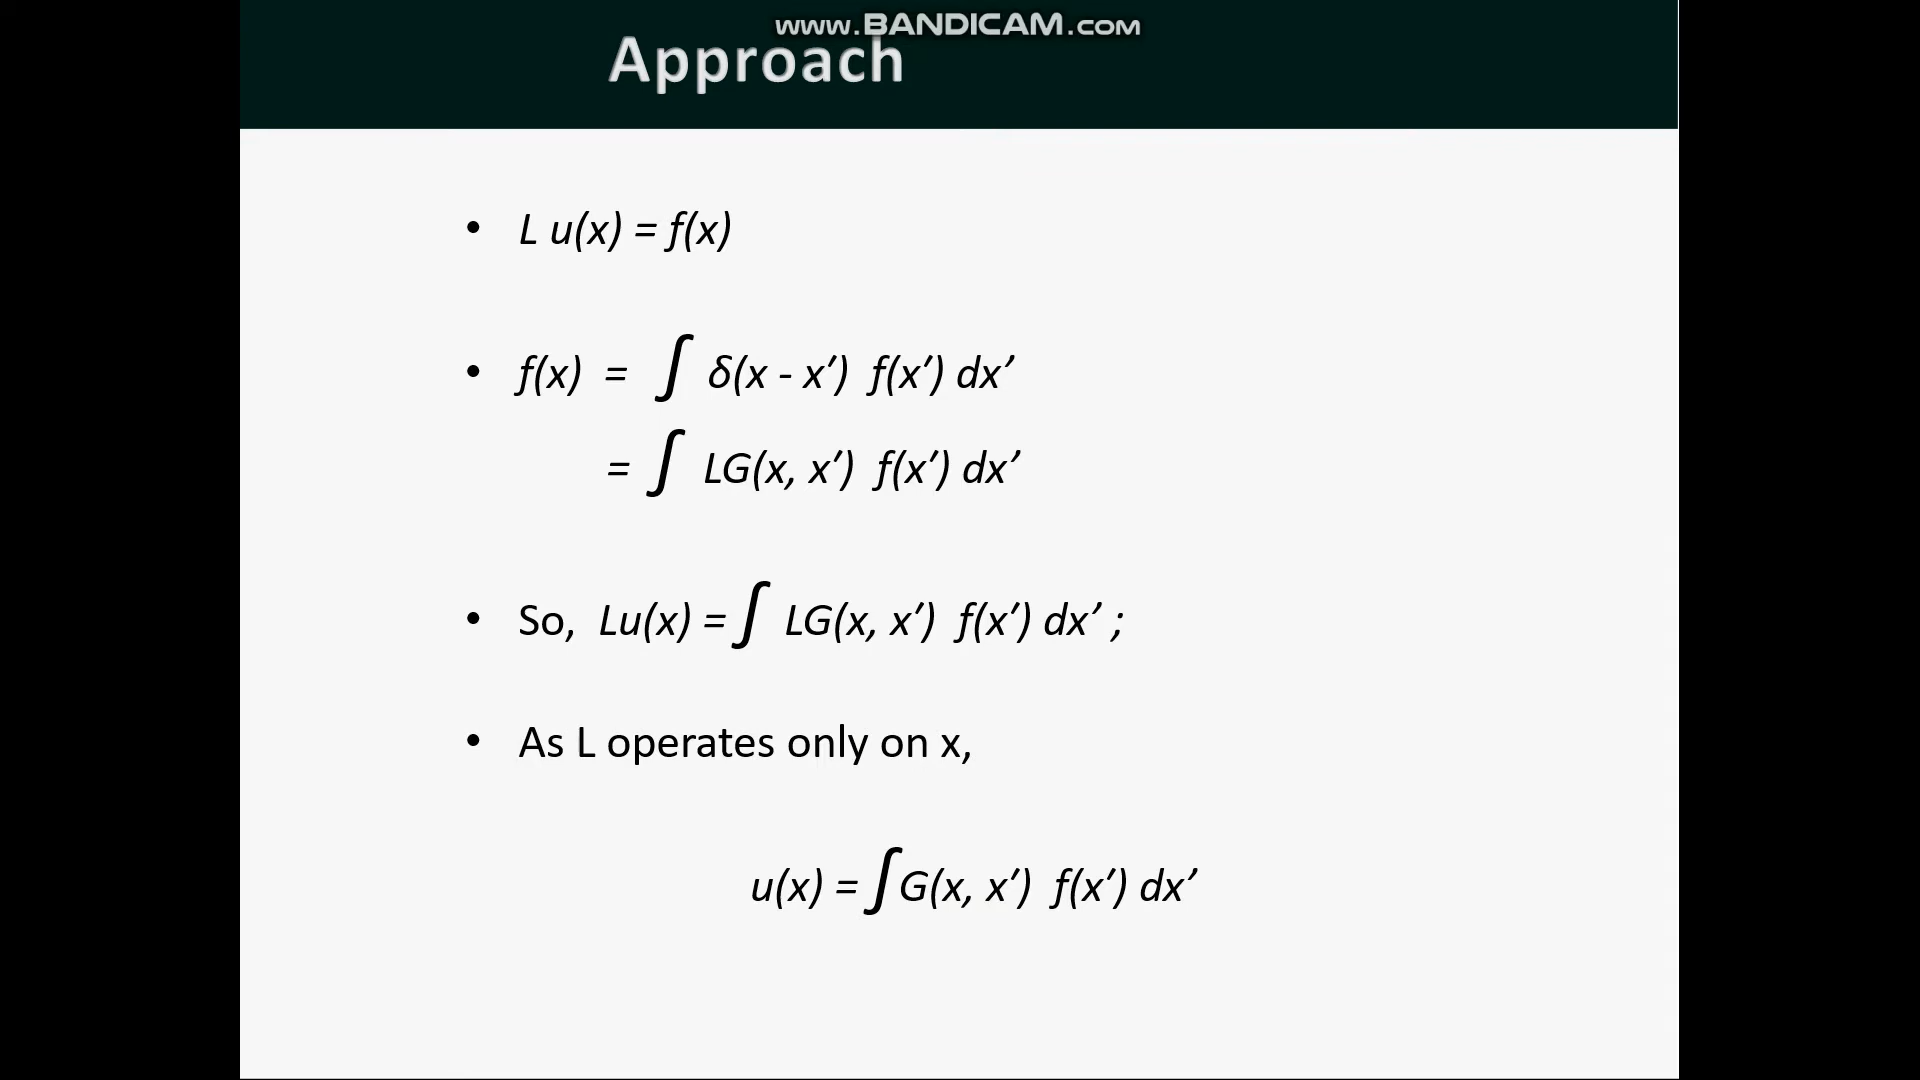 www.BANDICAM.com
Approach
• L u(x) = f(x)
• f(x) = ∫ δ(x - x′) f(x′) dx’
= ∫ LG(x, x′) f(x′) dx’
• So, Lu(x) = ∫ LG(x, x′) f(x′) dx’ ;
• As L operates only on x,
u(x) = ∫G(x, x′) f(x′) dx’